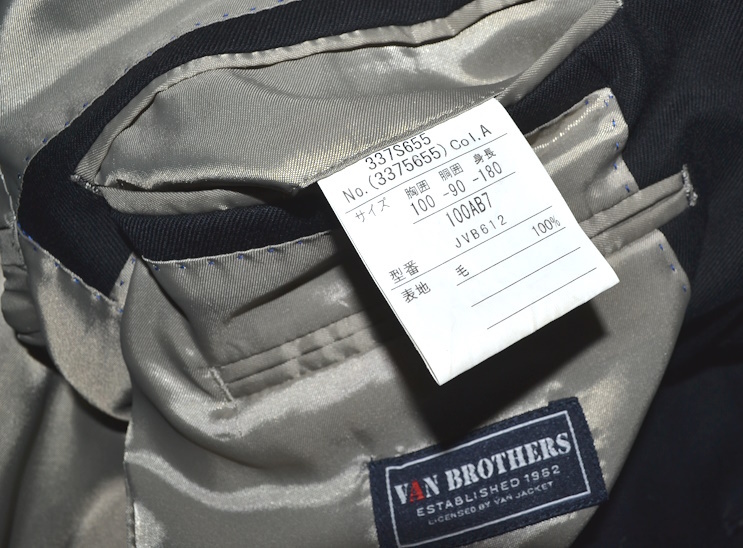 337S655
No.(3375655) Col.A
サイズ 胸囲 胴囲 身長
100 -90 -180
100AB7
型番 JVB612
表地 毛 100%
VAN BROTHERS
ESTABLISHED 1962
LICENSED BY VAN JACKET